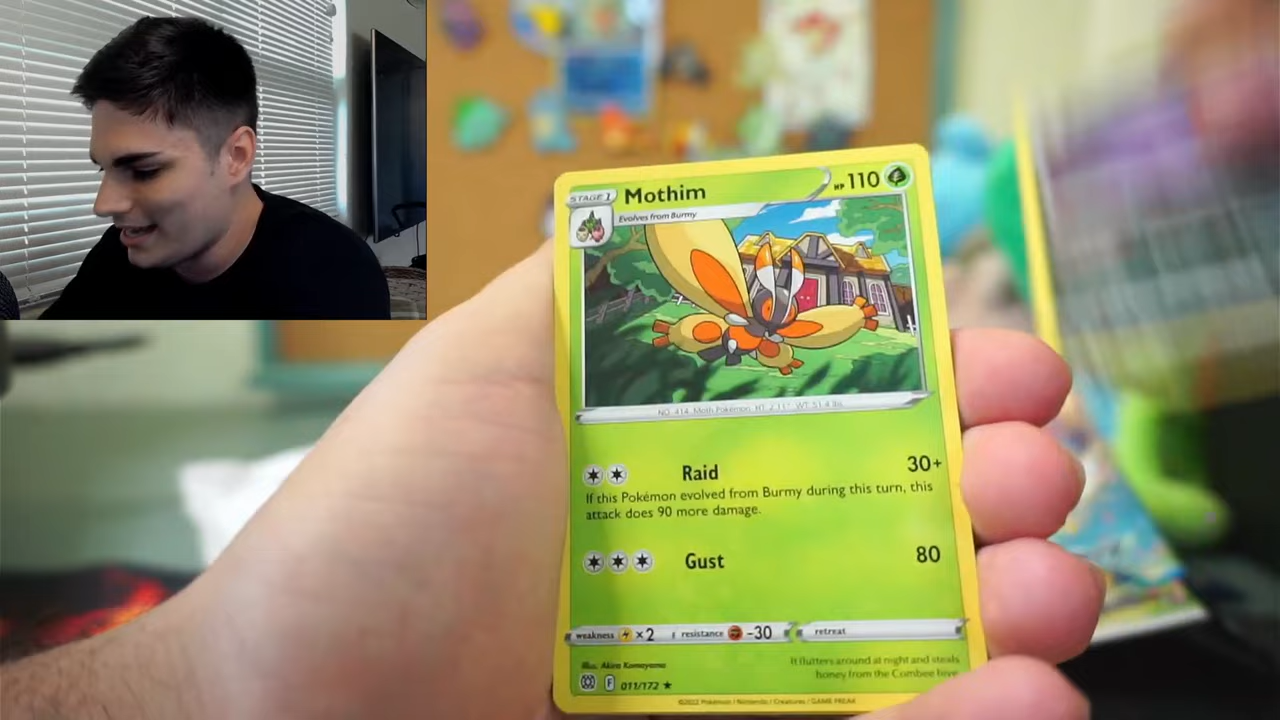 STAGE 1 Mothim HP 110
Evolves from Burmy
NO. 414 Moth Pokémon HT: 2'11" WT: 51.4 lbs.
Raid 30+
If this Pokémon evolved from Burmy during this turn, this
attack does 90 more damage.
Gust 80
weakness ×2 resistance -30 retreat
Illus. Akira Komayama
It flutters around at night and steals
honey from the Combee hive.
F 011/172 ★
©2022 Pokémon / Nintendo / Creatures / GAME FREAK